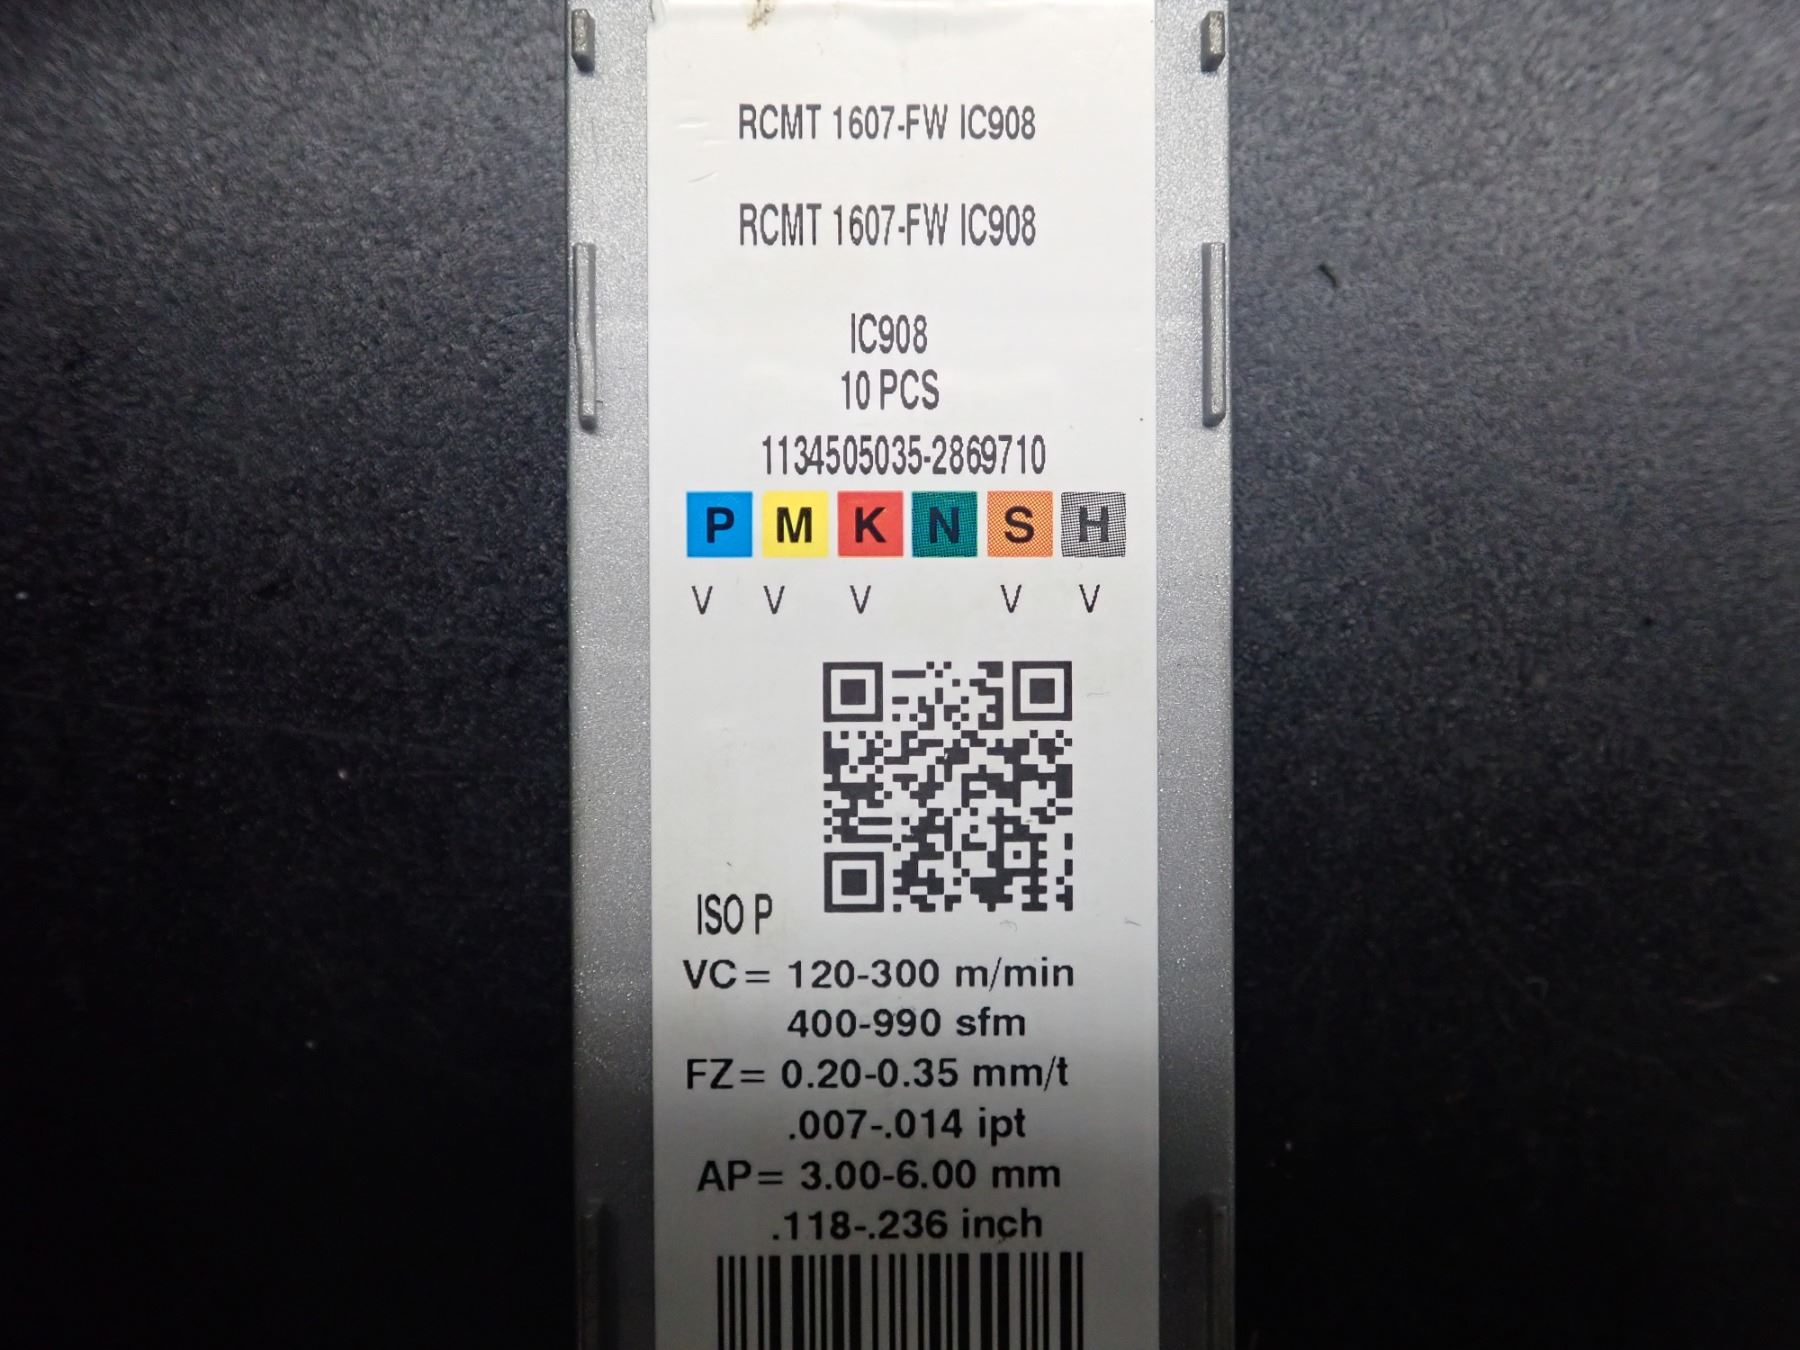 RCMT 1607-FW IC908
RCMT 1607-FW IC908
IC908
10 PCS
1134505035-2869710
P M K N S H
V V V V V
ISO P
VC= 120-300 m/min
400-990 sfm
FZ= 0.20-0.35 mm/t
.007-.014 ipt
AP= 3.00-6.00 mm
.118-.236 inch